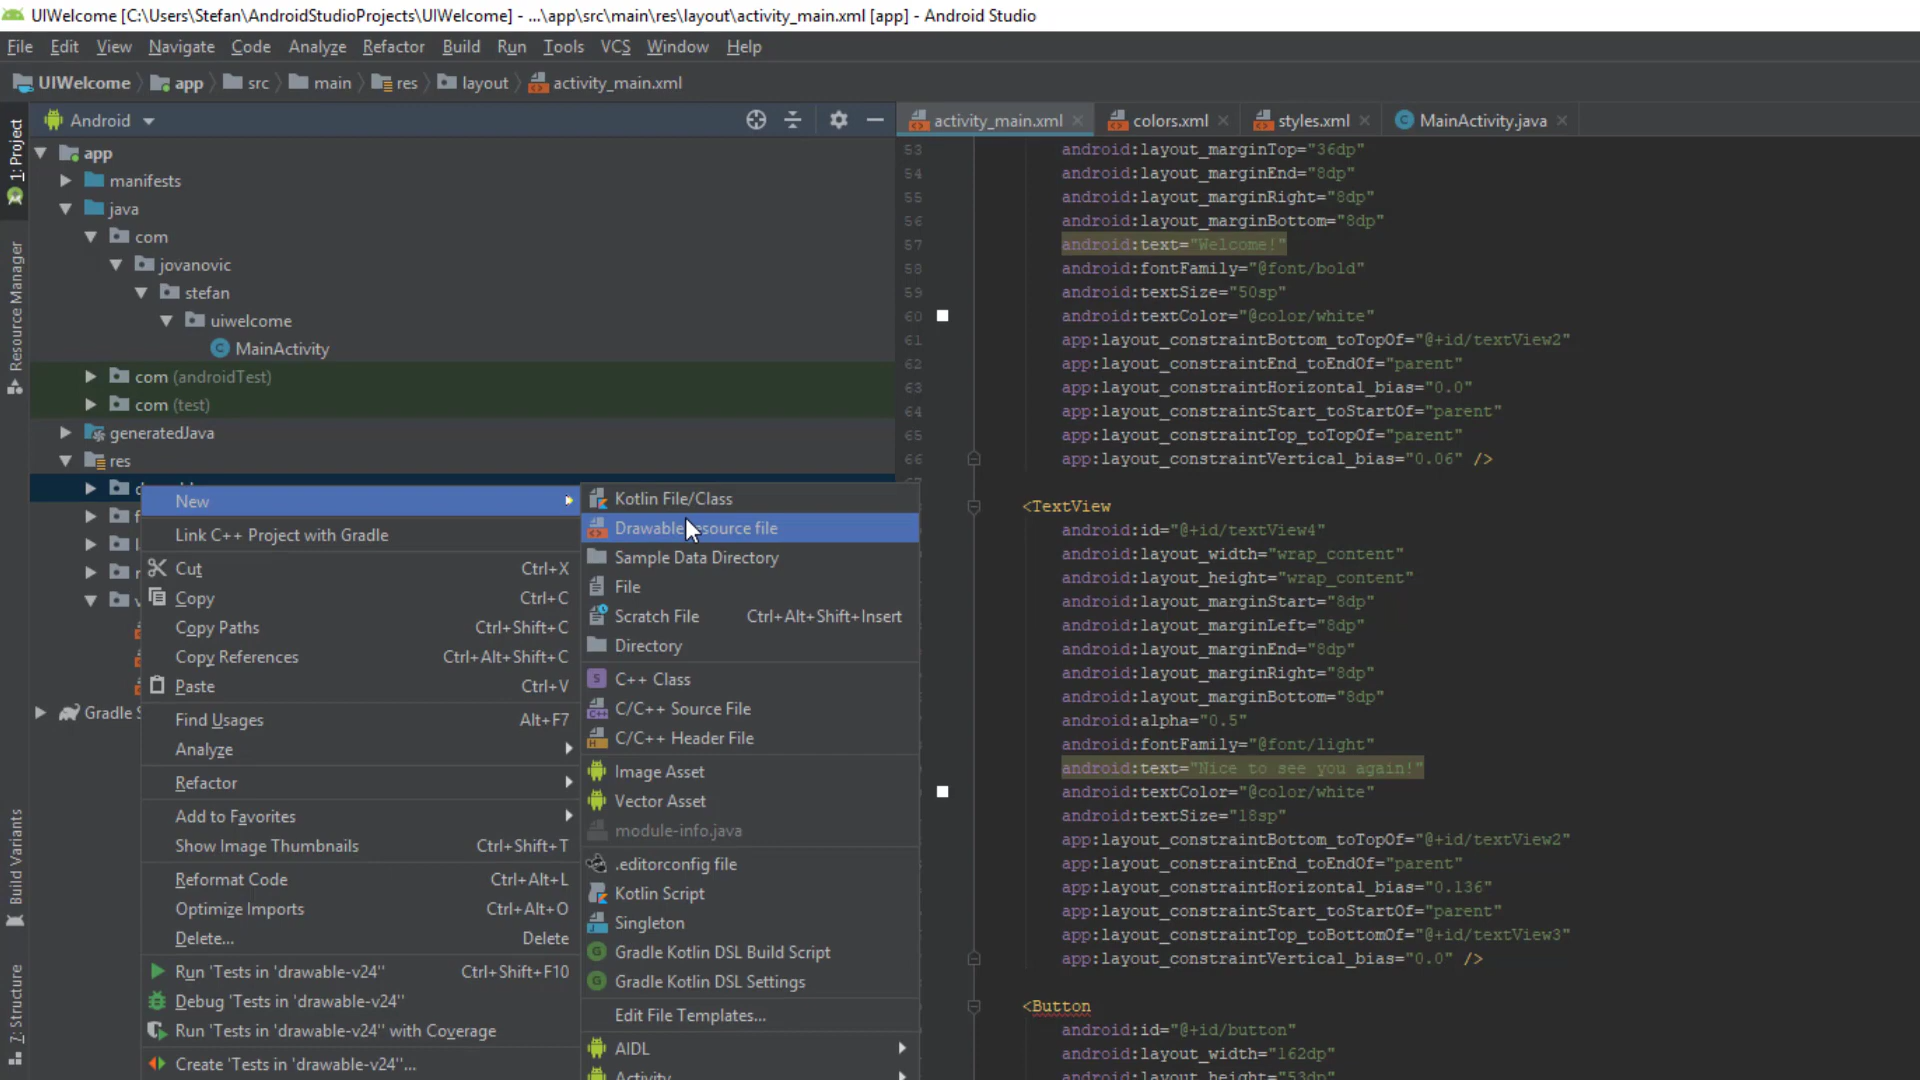 UIWelcome [C:\Users\Stefan\AndroidStudioProjects\UIWelcome] - ...\app\src\main\res\layout\activity_main.xml [app] - Android Studio
File Edit View Navigate Code Analyze Refactor Build Run Tools VCS Window Help
UIWelcome app src main res layout activity_main.xml
1: Project
Resource Manager
Build Variants
7: Structure
Android
app
manifests
java
com
jovanovic
stefan
uiwelcome
MainActivity
com (androidTest)
com (test)
generatedJava
res
Gradle S
New
Link C++ Project with Gradle
Cut Ctrl+X
Copy Ctrl+C
Copy Paths Ctrl+Shift+C
Copy References Ctrl+Alt+Shift+C
Paste Ctrl+V
Find Usages Alt+F7
Analyze
Refactor
Add to Favorites
Show Image Thumbnails Ctrl+Shift+T
Reformat Code Ctrl+Alt+L
Optimize Imports Ctrl+Alt+O
Delete... Delete
Run 'Tests in 'drawable-v24'' Ctrl+Shift+F10
Debug 'Tests in 'drawable-v24''
Run 'Tests in 'drawable-v24'' with Coverage
Create 'Tests in 'drawable-v24''...
Kotlin File/Class
Drawable resource file
Sample Data Directory
File
Scratch File Ctrl+Alt+Shift+Insert
Directory
C++ Class
C/C++ Source File
C/C++ Header File
Image Asset
Vector Asset
module-info.java
.editorconfig file
Kotlin Script
Singleton
Gradle Kotlin DSL Build Script
Gradle Kotlin DSL Settings
Edit File Templates...
AIDL
Activity
activity_main.xml colors.xml styles.xml MainActivity.java
53 android:layout_marginTop="36dp"
54 android:layout_marginEnd="8dp"
55 android:layout_marginRight="8dp"
56 android:layout_marginBottom="8dp"
57 android:text="Welcome!"
58 android:fontFamily="@font/bold"
59 android:textSize="50sp"
60 android:textColor="@color/white"
61 app:layout_constraintBottom_toTopOf="@+id/textView2"
62 app:layout_constraintEnd_toEndOf="parent"
63 app:layout_constraintHorizontal_bias="0.0"
64 app:layout_constraintStart_toStartOf="parent"
65 app:layout_constraintTop_toTopOf="parent"
66 app:layout_constraintVertical_bias="0.06" />
<TextView
android:id="@+id/textView4"
android:layout_width="wrap_content"
android:layout_height="wrap_content"
android:layout_marginStart="8dp"
android:layout_marginLeft="8dp"
android:layout_marginEnd="8dp"
android:layout_marginRight="8dp"
android:layout_marginBottom="8dp"
android:alpha="0.5"
android:fontFamily="@font/light"
android:text="Nice to see you again!"
android:textColor="@color/white"
android:textSize="18sp"
app:layout_constraintBottom_toTopOf="@+id/textView2"
app:layout_constraintEnd_toEndOf="parent"
app:layout_constraintHorizontal_bias="0.136"
app:layout_constraintStart_toStartOf="parent"
app:layout_constraintTop_toBottomOf="@+id/textView3"
app:layout_constraintVertical_bias="0.0" />
<Button
android:id="@+id/button"
android:layout_width="162dp"
android:layout_height="53dp"